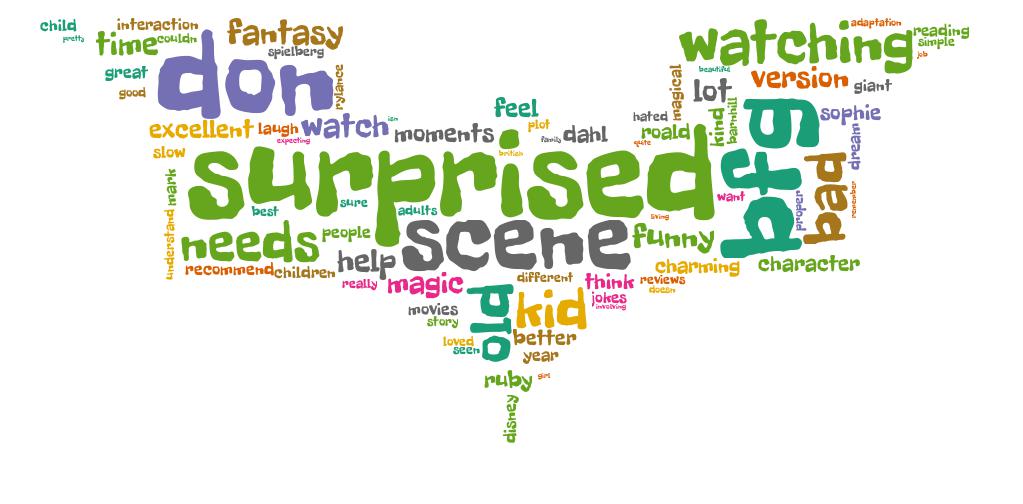 child
pretty
interaction
time
couldn
fantasy
spielberg
great
good
don
rylance
watching
adaptation
reading
simple
job
beautiful
version
giant
magical
lot
excellent
laugh
expecting
watch
ism
moments
feel
plot
family
dahl
hated
roald
quite
kind
barnhill
bfg
sophie
dream
slow
mark
surprised
british
best
sure
adults
living
want
proper
bad
remember
understand
needs
people
scene
funny
recommend
children
help
charming
character
really
magic
different
think
reviews
doesn
jokes
involving
movies
story
old
kid
loved
seen
better
year
ruby
girl
disney